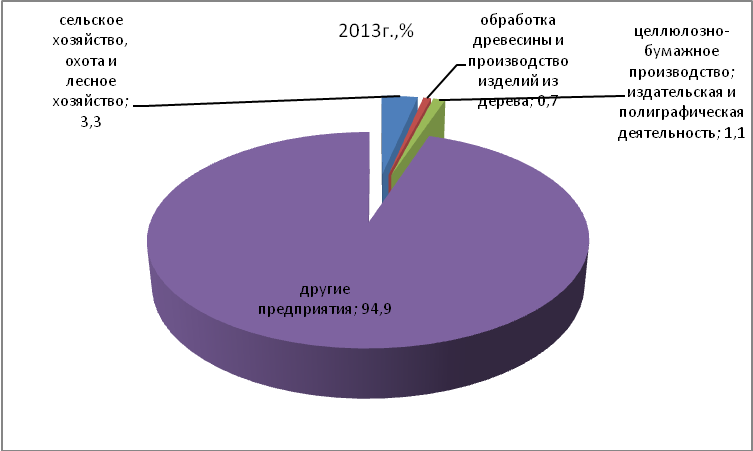 2013г.,%
сельское
хозяйство,
охота и
лесное
хозяйство;
3,3
обработка
древесины и
производство
изделий из
дерева; 0,7
целлюлозно-
бумажное
производство;
издательская и
полиграфическая
деятельность; 1,1
другие
предприятия; 94,9